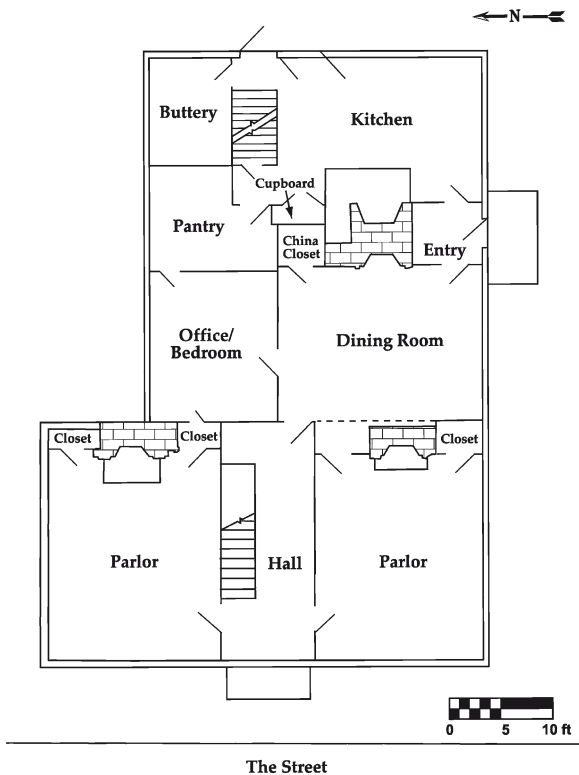 N
Buttery
Kitchen
Cupboard
Pantry
China
Closet
Entry
Office/
Bedroom
Dining Room
Closet
Closet
Closet
Parlor
Hall
Parlor
0 5 10 ft
The Street